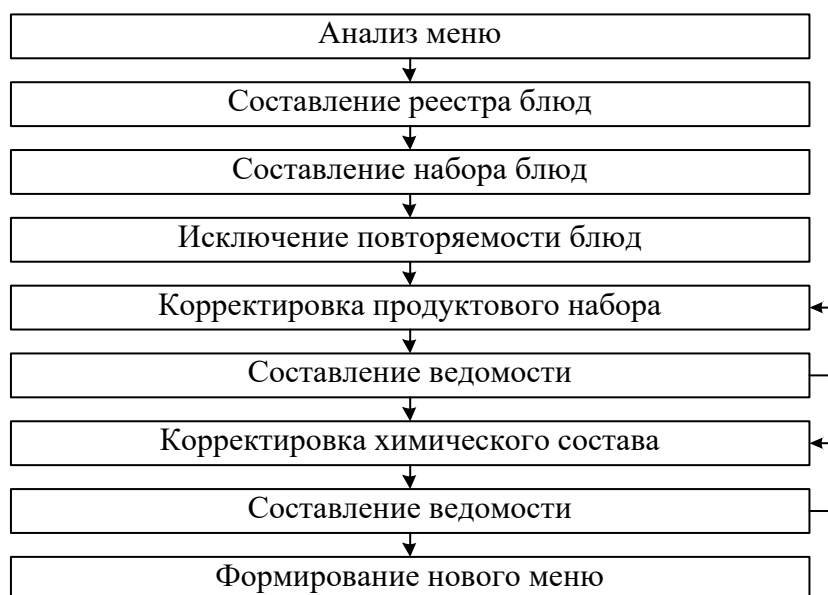 Анализ меню
Составление реестра блюд
Составление набора блюд
Исключение повторяемости блюд
Корректировка продуктового набора
Составление ведомости
Корректировка химического состава
Составление ведомости
Формирование нового меню